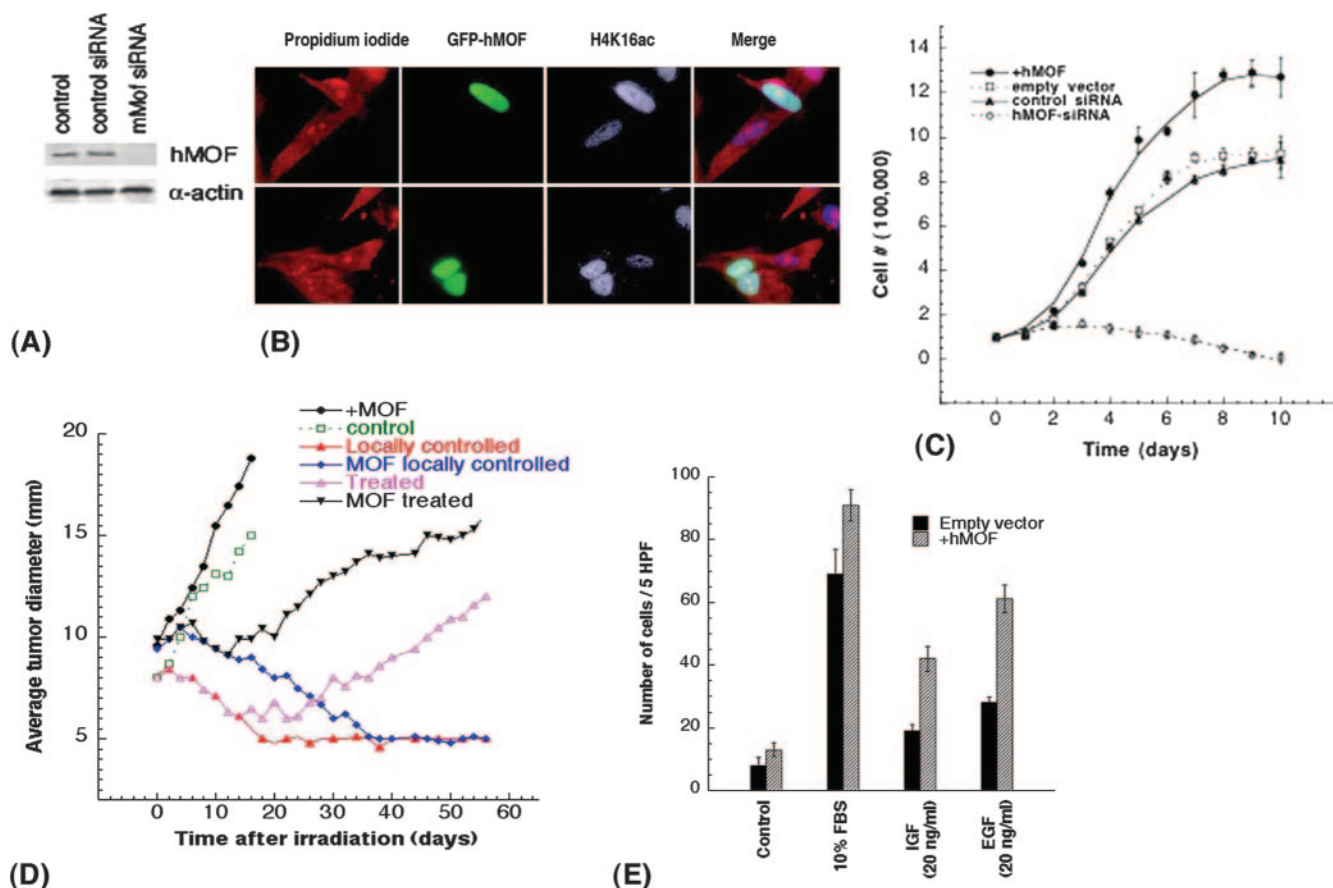 control
control siRNA
mMof siRNA
hMOF
α-actin
(A)
Propidium iodide GFP-hMOF H4K16ac Merge
(B)
+hMOF
empty vector
control siRNA
hMOF-siRNA
Cell # (100,000)
14
12
10
8
6
4
2
0
0 2 4 6 8 10
Time (days)
(C)
+MOF
control
Locally controlled
MOF locally controlled
Treated
MOF treated
Average tumor diameter (mm)
20
15
10
5
0 10 20 30 40 50 60
Time after irradiation (days)
(D)
Empty vector
+hMOF
Number of cells / 5 HPF
100
80
60
40
20
0
Control
10% FBS
IGF
(20 ng/ml)
EGF
(20 ng/ml)
(E)